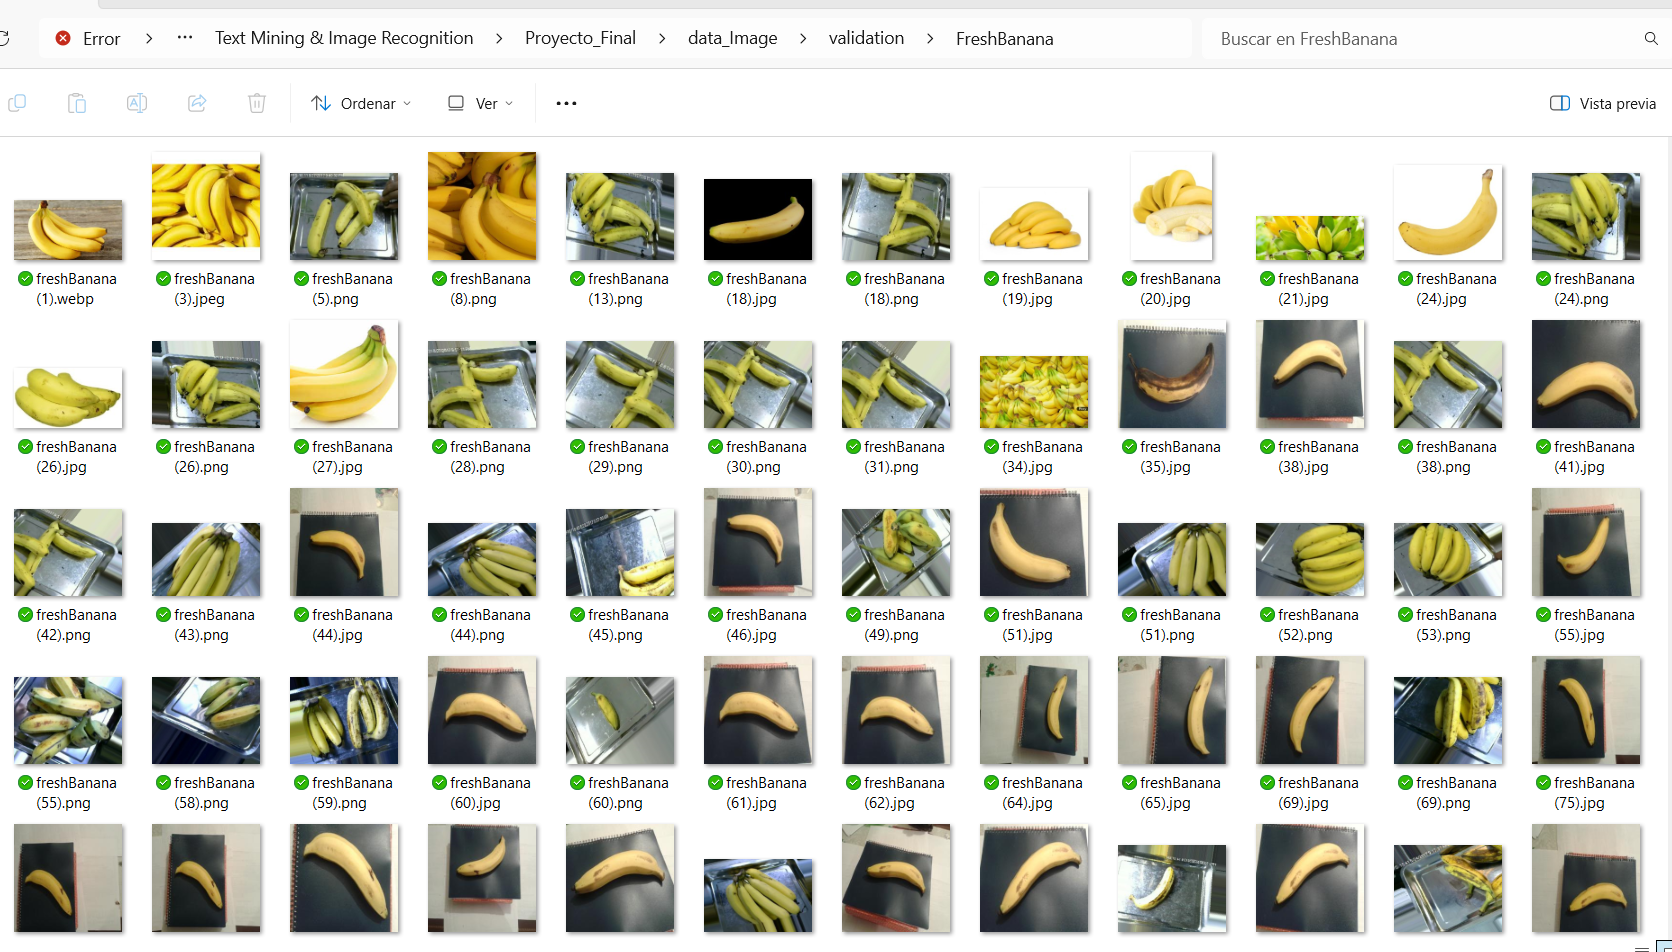 Error > ... Text Mining & Image Recognition > Proyecto_Final > data_Image > validation > FreshBanana
Buscar en FreshBanana
Ordenar
Ver
Vista previa
freshBanana (1).webp
freshBanana (3).jpeg
freshBanana (5).png
freshBanana (8).png
freshBanana (13).png
freshBanana (18).jpg
freshBanana (18).png
freshBanana (19).jpg
freshBanana (20).jpg
freshBanana (21).jpg
freshBanana (24).jpg
freshBanana (24).png
freshBanana (26).jpg
freshBanana (26).png
freshBanana (27).jpg
freshBanana (28).png
freshBanana (29).png
freshBanana (30).png
freshBanana (31).png
freshBanana (34).jpg
freshBanana (35).jpg
freshBanana (38).jpg
freshBanana (38).png
freshBanana (41).jpg
freshBanana (42).png
freshBanana (43).png
freshBanana (44).jpg
freshBanana (44).png
freshBanana (45).png
freshBanana (46).jpg
freshBanana (49).png
freshBanana (51).jpg
freshBanana (51).png
freshBanana (52).png
freshBanana (53).png
freshBanana (55).jpg
freshBanana (55).png
freshBanana (58).png
freshBanana (59).png
freshBanana (60).jpg
freshBanana (60).png
freshBanana (61).jpg
freshBanana (62).jpg
freshBanana (64).jpg
freshBanana (65).jpg
freshBanana (69).jpg
freshBanana (69).png
freshBanana (75).jpg